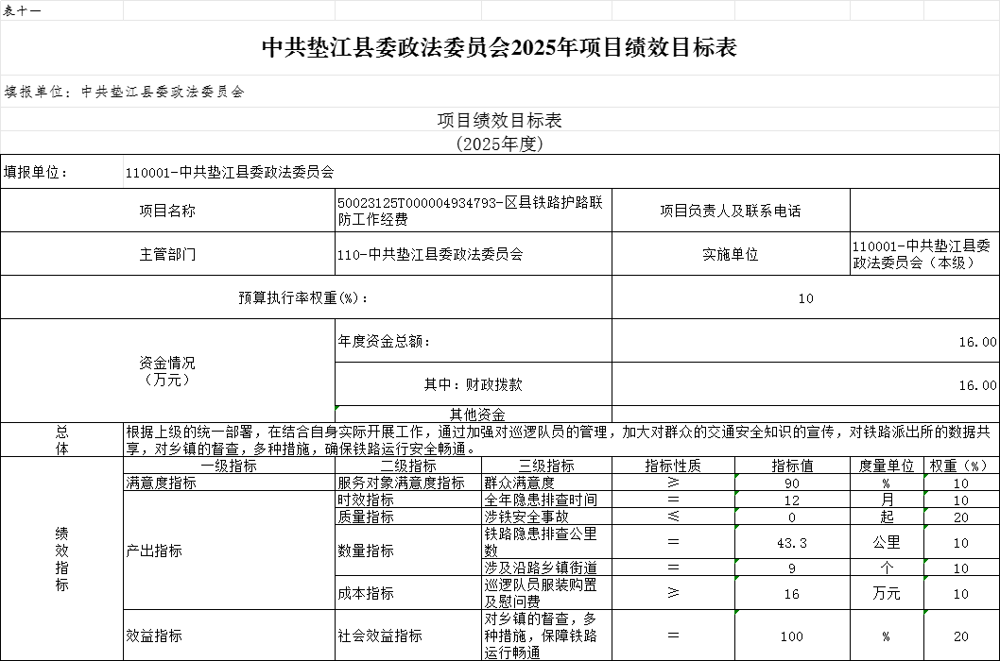 表十一
中共垫江县委政法委员会2025年项目绩效目标表
填报单位：中共垫江县委政法委员会
项目绩效目标表
(2025年度)
填报单位： 110001-中共垫江县委政法委员会
项目名称 50023125T000004934793-区县铁路护路联
防工作经费 项目负责人及联系电话
主管部门 110-中共垫江县委政法委员会 实施单位 110001-中共垫江县委
政法委员会（本级）
预算执行率权重(%)： 10
资金情况
（万元） 年度资金总额： 16.00
其中：财政拨款 16.00
其他资金
总
体 根据上级的统一部署，在结合自身实际开展工作，通过加强对巡逻队员的管理，加大对群众的交通安全知识的宣传，对铁路派出所的数据共
享，对乡镇的督查，多种措施，确保铁路运行安全畅通。
绩
效
指
标
一级指标 二级指标 三级指标 指标性质 指标值 度量单位 权重（%）
满意度指标 服务对象满意度指标 群众满意度 ≥ 90 % 10
产出指标 时效指标 全年隐患排查时间 ＝ 12 月 10
质量指标 涉铁安全事故 ≤ 0 起 20
数量指标 铁路隐患排查公里
数 ＝ 43.3 公里 10
涉及沿路乡镇街道 ＝ 9 个 10
成本指标 巡逻队员服装购置
及慰问费 ≥ 16 万元 10
效益指标 社会效益指标 对乡镇的督查，多
种措施，保障铁路
运行畅通 ＝ 100 % 20